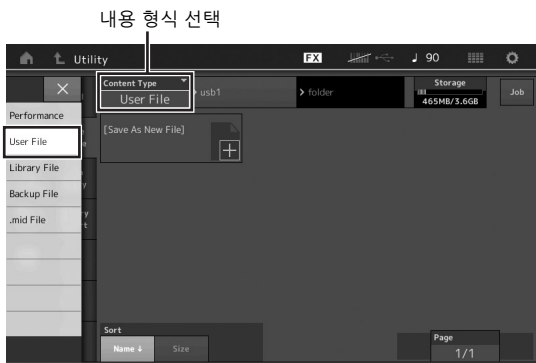 내용 형식 선택
Utility
FX
♩ 90
Content Type
User File
usb1
> folder
Storage
465MB/3.6GB
Job
Performance
User File
Library File
Backup File
.mid File
[Save As New File]
Sort
Name ↓
Size
Page
1/1